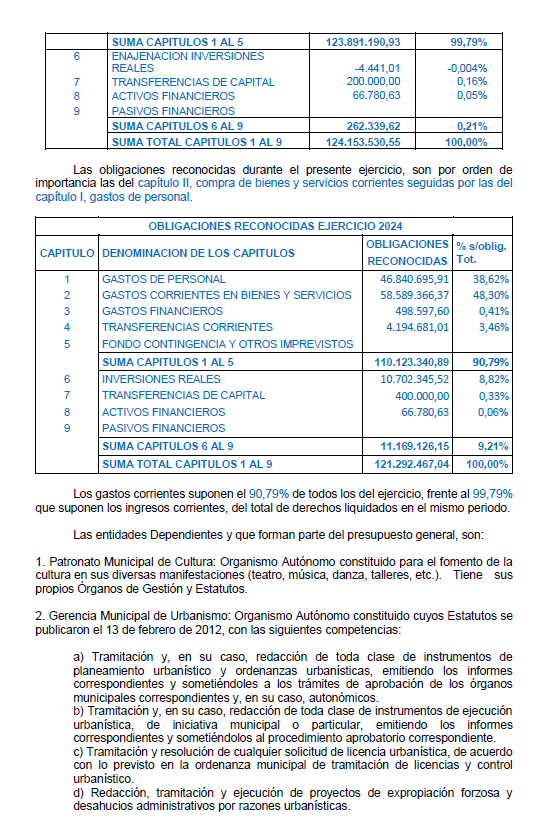 SUMA CAPITULOS 1 AL 5 123.891.190,93 99,79%
6 ENAJENACION INVERSIONES
REALES -4.441,01 -0,004%
7 TRANSFERENCIAS DE CAPITAL 200.000,00 0,16%
8 ACTIVOS FINANCIEROS 66.780,63 0,05%
9 PASIVOS FINANCIEROS
SUMA CAPITULOS 6 AL 9 262.339,62 0,21%
SUMA TOTAL CAPITULOS 1 AL 9 124.153.530,55 100,00%
Las obligaciones reconocidas durante el presente ejercicio, son por orden de
importancia las del capítulo II, compra de bienes y servicios corrientes seguidas por las del
capítulo I, gastos de personal.
OBLIGACIONES RECONOCIDAS EJERCICIO 2024
CAPITULO DENOMINACION DE LOS CAPITULOS OBLIGACIONES RECONOCIDAS % s/oblig. Tot.
1 GASTOS DE PERSONAL 46.840.695,91 38,62%
2 GASTOS CORRIENTES EN BIENES Y SERVICIOS 58.589.366,37 48,30%
3 GASTOS FINANCIEROS 498.597,60 0,41%
4 TRANSFERENCIAS CORRIENTES 4.194.681,01 3,46%
5 FONDO CONTINGENCIA Y OTROS IMPREVISTOS
SUMA CAPITULOS 1 AL 5 110.123.340,89 90,79%
6 INVERSIONES REALES 10.702.345,52 8,82%
7 TRANSFERENCIAS DE CAPITAL 400.000,00 0,33%
8 ACTIVOS FINANCIEROS 66.780,63 0,06%
9 PASIVOS FINANCIEROS
SUMA CAPITULOS 6 AL 9 11.169.126,15 9,21%
SUMA TOTAL CAPITULOS 1 AL 9 121.292.467,04 100,00%
Los gastos corrientes suponen el 90,79% de todos los del ejercicio, frente al 99,79%
que suponen los ingresos corrientes, del total de derechos liquidados en el mismo periodo.
Las entidades Dependientes y que forman parte del presupuesto general, son:
1. Patronato Municipal de Cultura: Organismo Autónomo constituido para el fomento de la
cultura en sus diversas manifestaciones (teatro, música, danza, talleres, etc.). Tiene sus
propios Órganos de Gestión y Estatutos.
2. Gerencia Municipal de Urbanismo: Organismo Autónomo constituido cuyos Estatutos se
publicaron el 13 de febrero de 2012, con las siguientes competencias:
a) Tramitación y, en su caso, redacción de toda clase de instrumentos de
planeamiento urbanístico y ordenanzas urbanísticas, emitiendo los informes
correspondientes y sometiéndoles a los trámites de aprobación de los órganos
municipales correspondientes y, en su caso, autonómicos.
b) Tramitación y, en su caso, redacción de toda clase de instrumentos de ejecución
urbanística, de iniciativa municipal o particular, emitiendo los informes
correspondientes y sometiéndolos al procedimiento aprobatorio correspondiente.
c) Tramitación y resolución de cualquier solicitud de licencia urbanística, de acuerdo
con lo previsto en la ordenanza municipal de tramitación de licencias y control
urbanístico.
d) Redacción, tramitación y ejecución de proyectos de expropiación forzosa y
desahucios administrativos por razones urbanísticas.